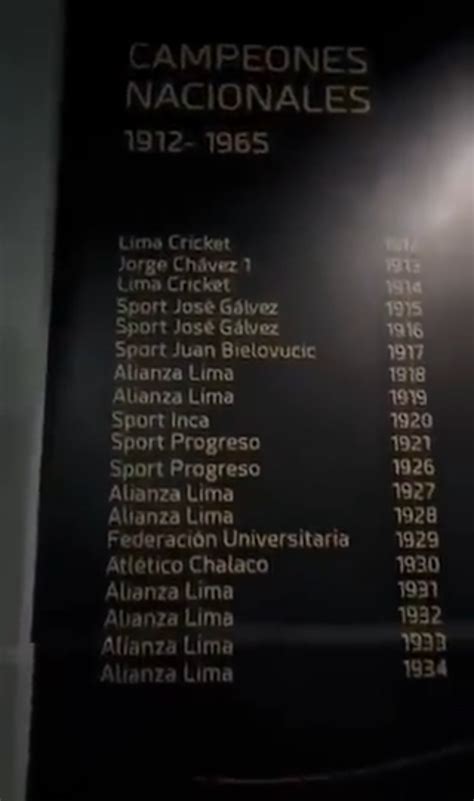 CAMPEONES
NACIONALES
1912- 1965
Lima Cricket 1912
Jorge Chávez 1 1913
Lima Cricket 1914
Sport José Gálvez 1915
Sport José Gálvez 1916
Sport Juan Bielovucic 1917
Alianza Lima 1918
Alianza Lima 1919
Sport Inca 1920
Sport Progreso 1921
Sport Progreso 1926
Alianza Lima 1927
Alianza Lima 1928
Federación Universitaria 1929
Atlético Chalaco 1930
Alianza Lima 1931
Alianza Lima 1932
Alianza Lima 1933
Alianza Lima 1934